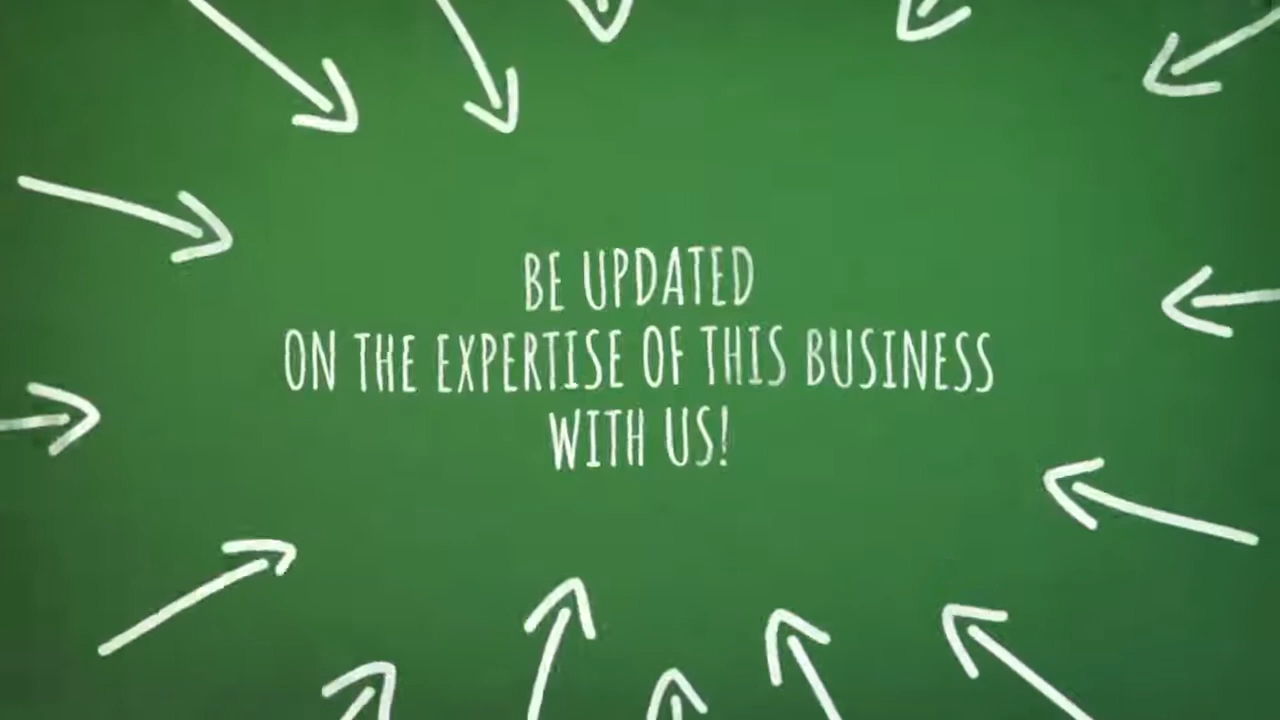 BE UPDATED
ON THE EXPERTISE OF THIS BUSINESS
WITH US!